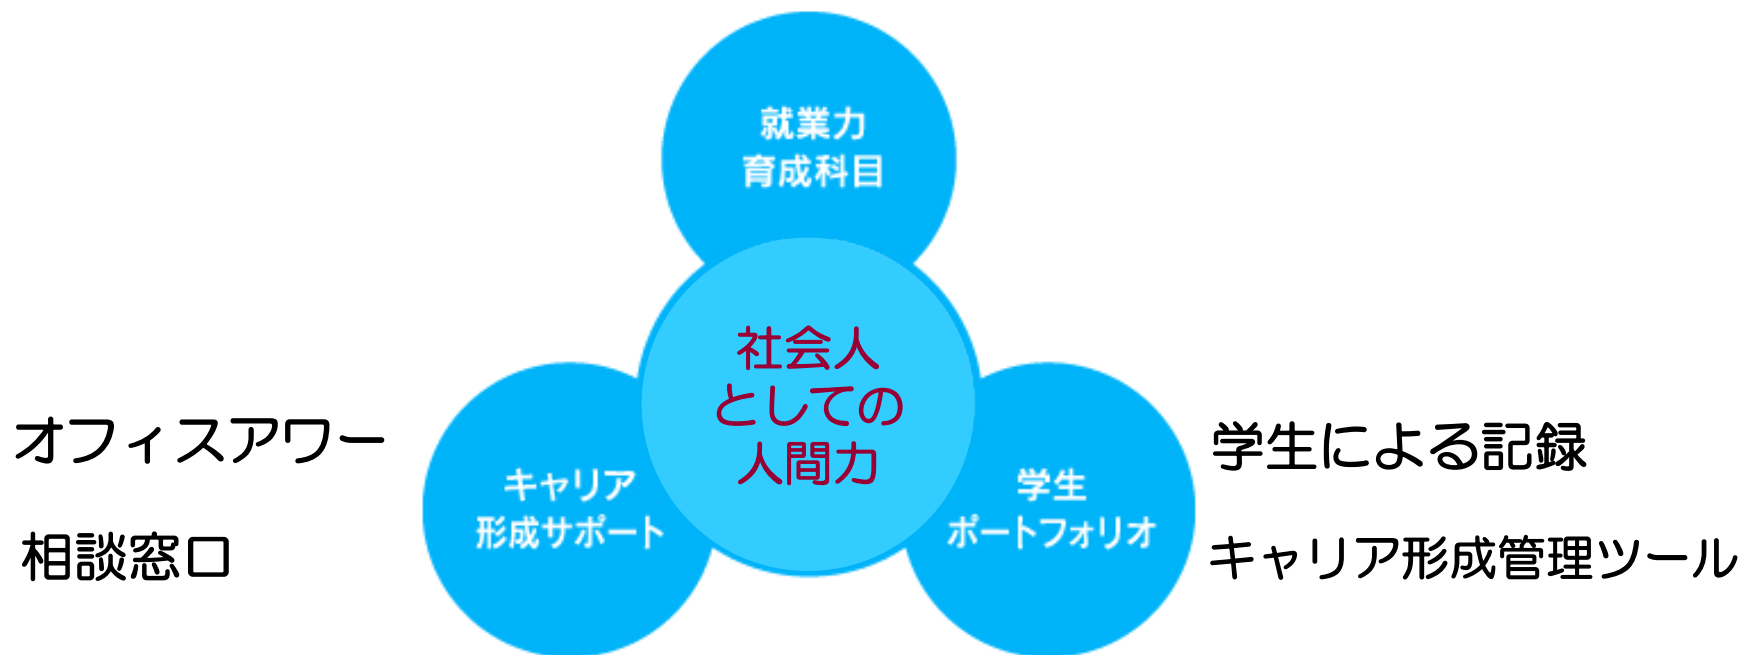 就業力
育成科目
社会人
としての
人間力
オフィスアワー
相談窓口
キャリア
形成サポート
学生
ポートフォリオ
学生による記録
キャリア形成管理ツール